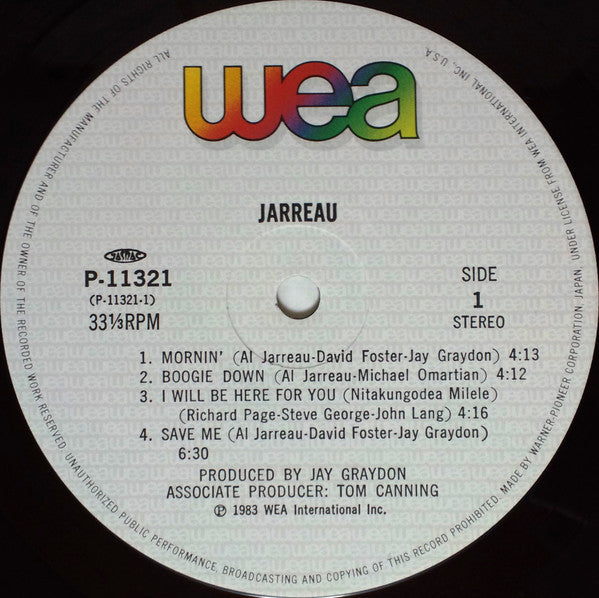 wea
JARREAU
JASRAC
P-11321
(P-11321-1)
33⅓RPM
SIDE
1
STEREO
1. MORNIN' (Al Jarreau-David Foster-Jay Graydon) 4:13
2. BOOGIE DOWN (Al Jarreau-Michael Omartian) 4:12
3. I WILL BE HERE FOR YOU (Nitakungodea Milele)
(Richard Page-Steve George-John Lang) 4:16
4. SAVE ME (Al Jarreau-David Foster-Jay Graydon)
6:30
PRODUCED BY JAY GRAYDON
ASSOCIATE PRODUCER: TOM CANNING
Ⓟ 1983 WEA International Inc.
ALL RIGHTS OF THE MANUFACTURER AND OF THE OWNER OF THE RECORDED WORK RESERVED. UNAUTHORIZED PUBLIC PERFORMANCE, BROADCASTING AND COPYING OF THIS RECORD PROHIBITED. MADE BY WARNER-PIONEER CORPORATION JAPAN, UNDER LICENSE FROM WEA INTERNATIONAL INC., U.S.A.